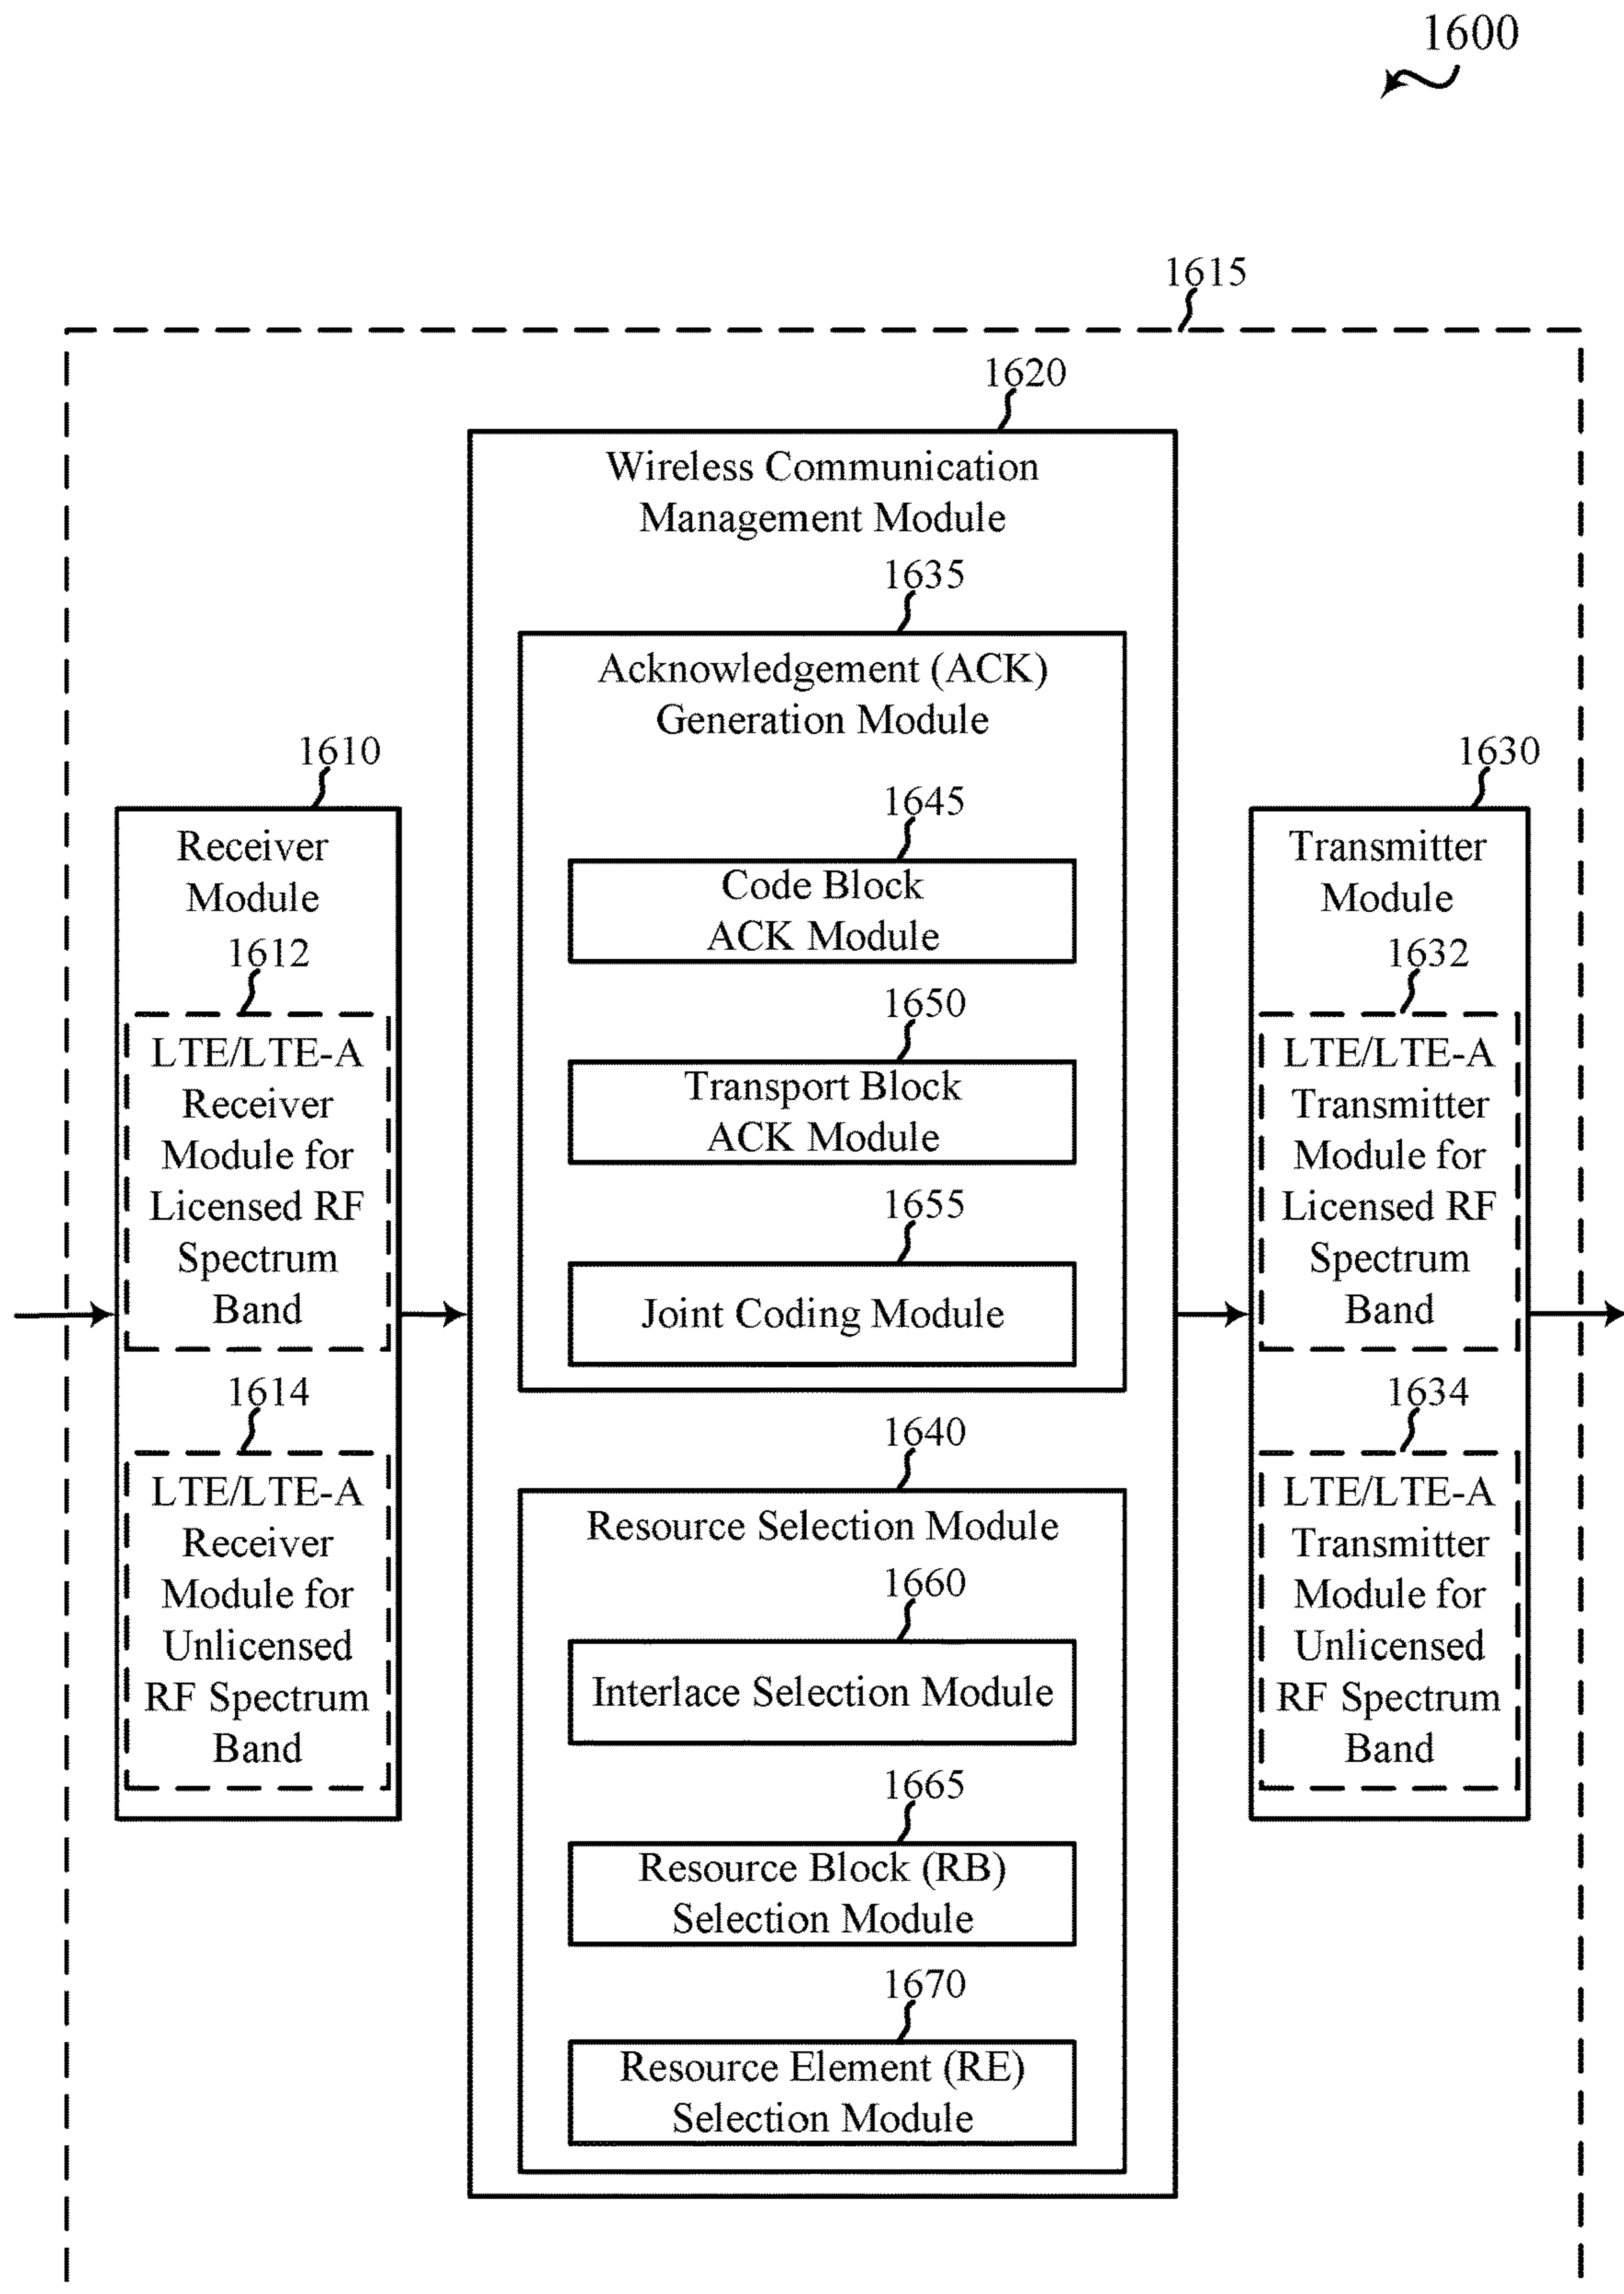 1600
1615
1620
Wireless Communication
Management Module
1635
Acknowledgement (ACK)
Generation Module
1645
Code Block
ACK Module
1650
Transport Block
ACK Module
1655
Joint Coding Module
1640
Resource Selection Module
1660
Interlace Selection Module
1665
Resource Block (RB)
Selection Module
1670
Resource Element (RE)
Selection Module
1610
Receiver
Module
1612
LTE/LTE-A
Receiver
Module for
Licensed RF
Spectrum
Band
1614
LTE/LTE-A
Receiver
Module for
Unlicensed
RF Spectrum
Band
1630
Transmitter
Module
1632
LTE/LTE-A
Transmitter
Module for
Licensed RF
Spectrum
Band
1634
LTE/LTE-A
Transmitter
Module for
Unlicensed
RF Spectrum
Band